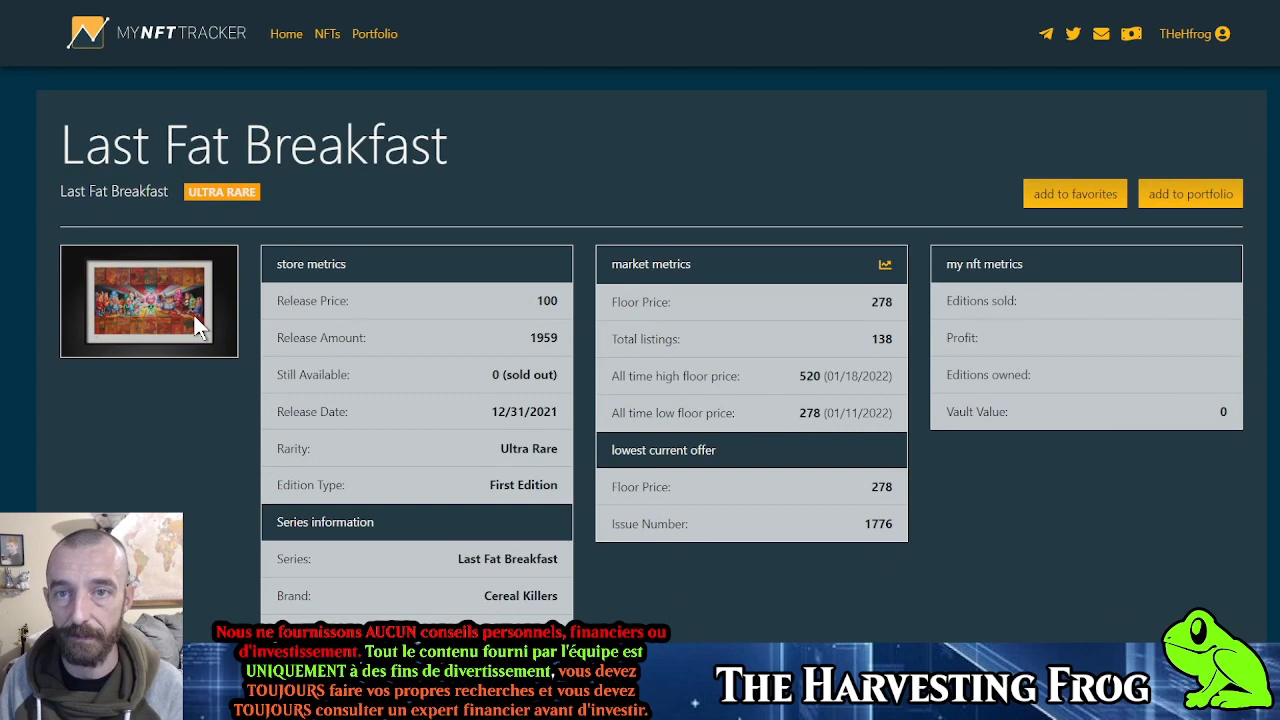 MYNFTTRACKER Home NFTs Portfolio THeHfrog
Last Fat Breakfast
Last Fat Breakfast ULTRA RARE add to favorites add to portfolio
store metrics
Release Price: 100
Release Amount: 1959
Still Available: 0 (sold out)
Release Date: 12/31/2021
Rarity: Ultra Rare
Edition Type: First Edition
Series information
Series: Last Fat Breakfast
Brand: Cereal Killers
market metrics
Floor Price: 278
Total listings: 138
All time high floor price: 520 (01/18/2022)
All time low floor price: 278 (01/11/2022)
lowest current offer
Floor Price: 278
Issue Number: 1776
my nft metrics
Editions sold:
Profit:
Editions owned:
Vault Value: 0
Nous ne fournissons AUCUN conseils personnels, financiers ou
d'investissement. Tout le contenu fourni par l'équipe est
UNIQUEMENT à des fins de divertissement, vous devez
TOUJOURS faire vos propres recherches et vous devez
TOUJOURS consulter un expert financier avant d'investir.
The Harvesting Frog